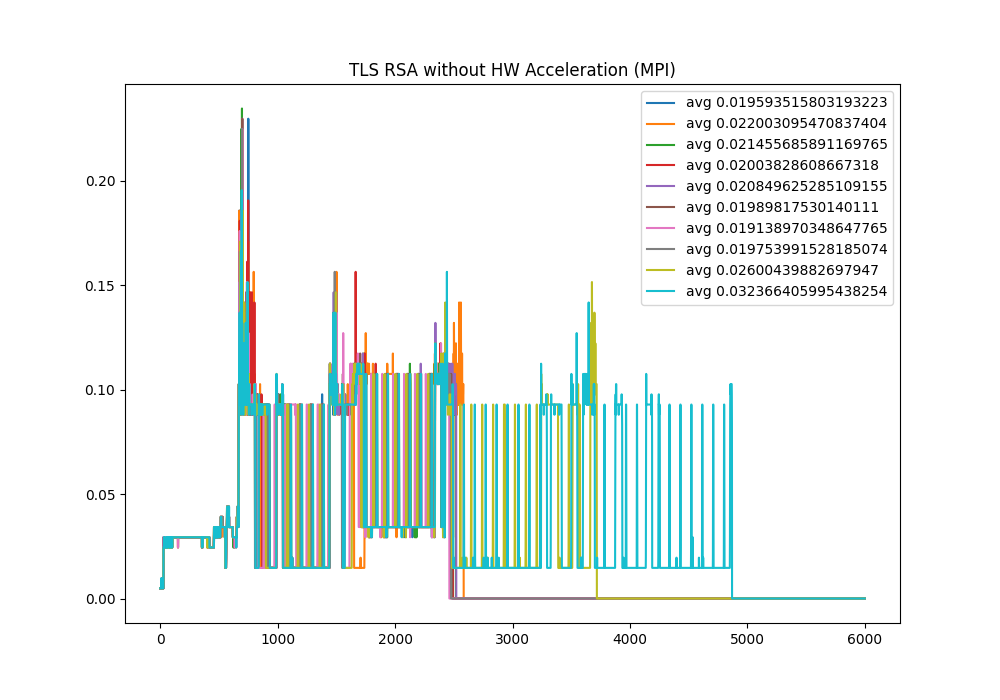 TLS RSA without HW Acceleration (MPI)
avg 0.019593515803193223
avg 0.022003095470837404
avg 0.021455685891169765
avg 0.02003828608667318
avg 0.020849625285109155
avg 0.01989817530140111
avg 0.019138970348647765
avg 0.019753991528185074
avg 0.02600439882697947
avg 0.032366405995438254
0.20
0.15
0.10
0.05
0.00
0 1000 2000 3000 4000 5000 6000